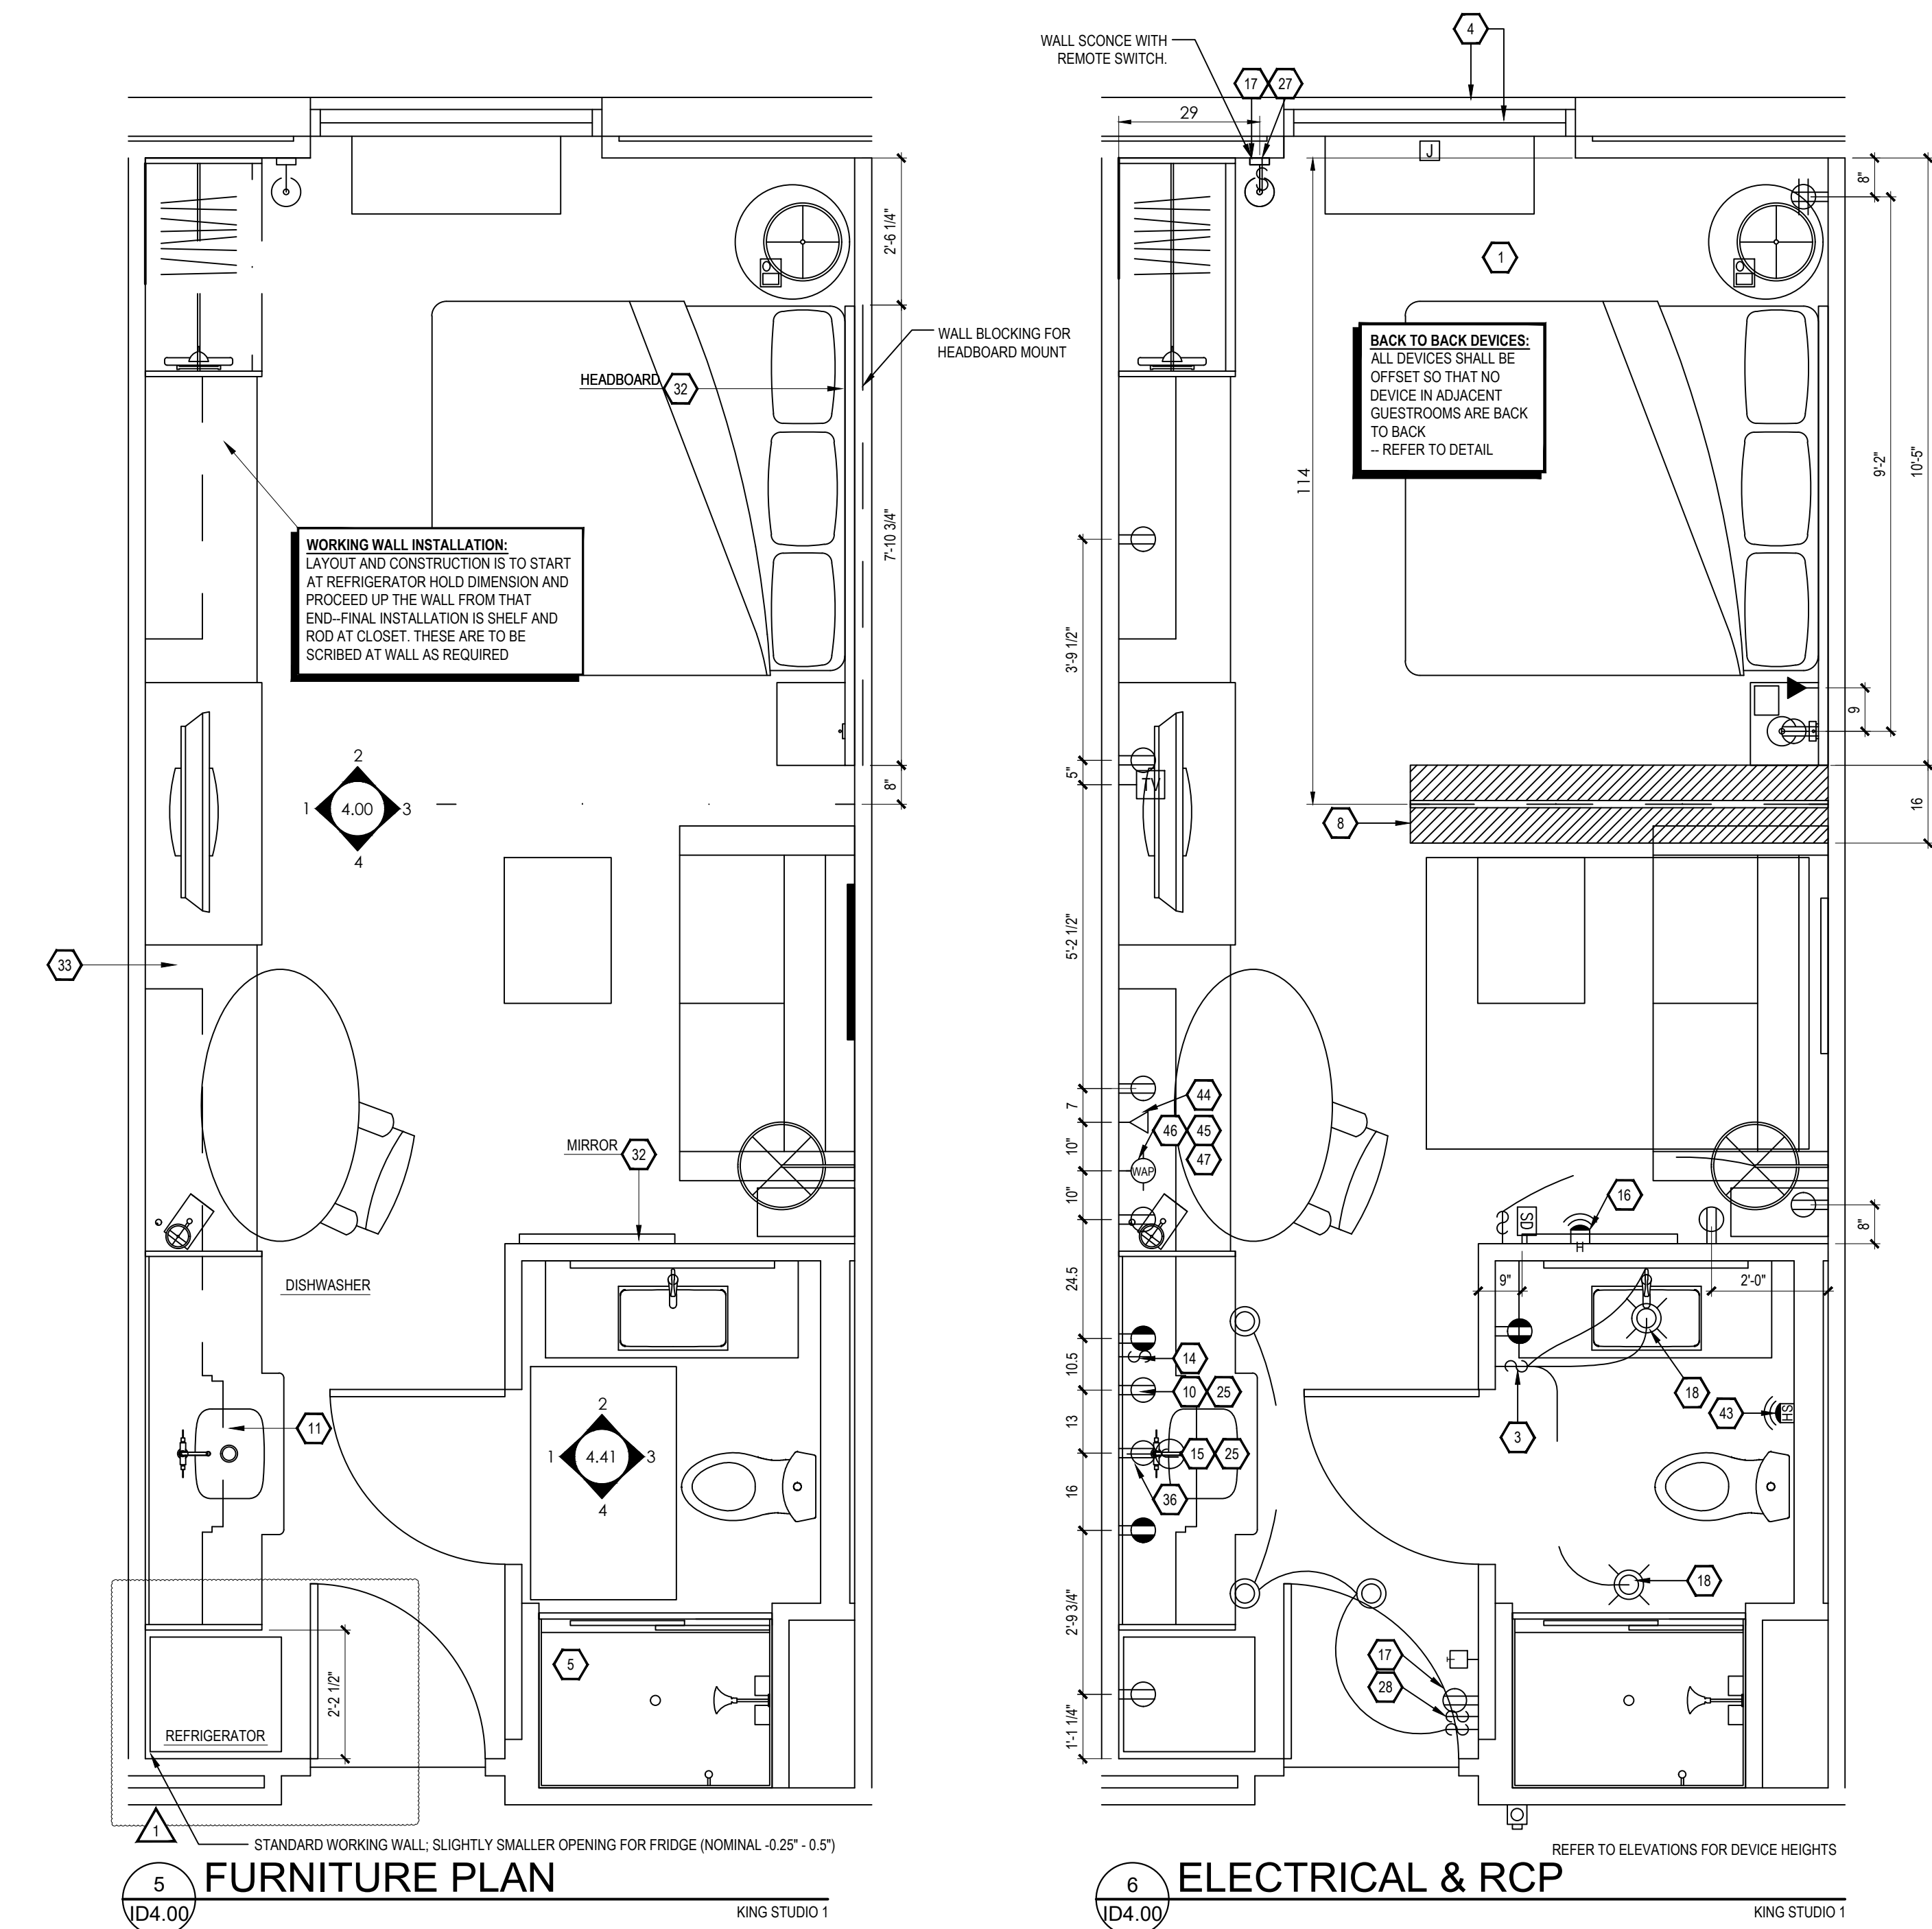 WALL SCONCE WITH
REMOTE SWITCH.
4
17
27
29
J
8"
2'-6 1/4"
1
WALL BLOCKING FOR
HEADBOARD MOUNT
HEADBOARD
32
BACK TO BACK DEVICES:
ALL DEVICES SHALL BE
OFFSET SO THAT NO
DEVICE IN ADJACENT
GUESTROOMS ARE BACK
TO BACK
-- REFER TO DETAIL
114
9'-2"
10'-5"
7'-10 3/4"
WORKING WALL INSTALLATION:
LAYOUT AND CONSTRUCTION IS TO START
AT REFRIGERATOR HOLD DIMENSION AND
PROCEED UP THE WALL FROM THAT
END--FINAL INSTALLATION IS SHELF AND
ROD AT CLOSET. THESE ARE TO BE
SCRIBED AT WALL AS REQUIRED
3'-9 1/2"
9
2
1
4.00
3
4
8"
5"
TV
16
8
33
5'-2 1/2"
7
44
46
45
47
10"
WAP
10"
MIRROR
32
16
SD
H
8"
DISHWASHER
24.5
9"
2'-0"
10.5
14
10
25
18
43
HS
3
13
15
25
36
16
11
2
1
4.41
3
4
18
2'-9 3/4"
5
2'-2 1/2"
REFRIGERATOR
17
28
1'-1 1/4"
1
STANDARD WORKING WALL; SLIGHTLY SMALLER OPENING FOR FRIDGE (NOMINAL -0.25" - 0.5")
REFER TO ELEVATIONS FOR DEVICE HEIGHTS
5
ID4.00
FURNITURE PLAN
KING STUDIO 1
6
ID4.00
ELECTRICAL & RCP
KING STUDIO 1